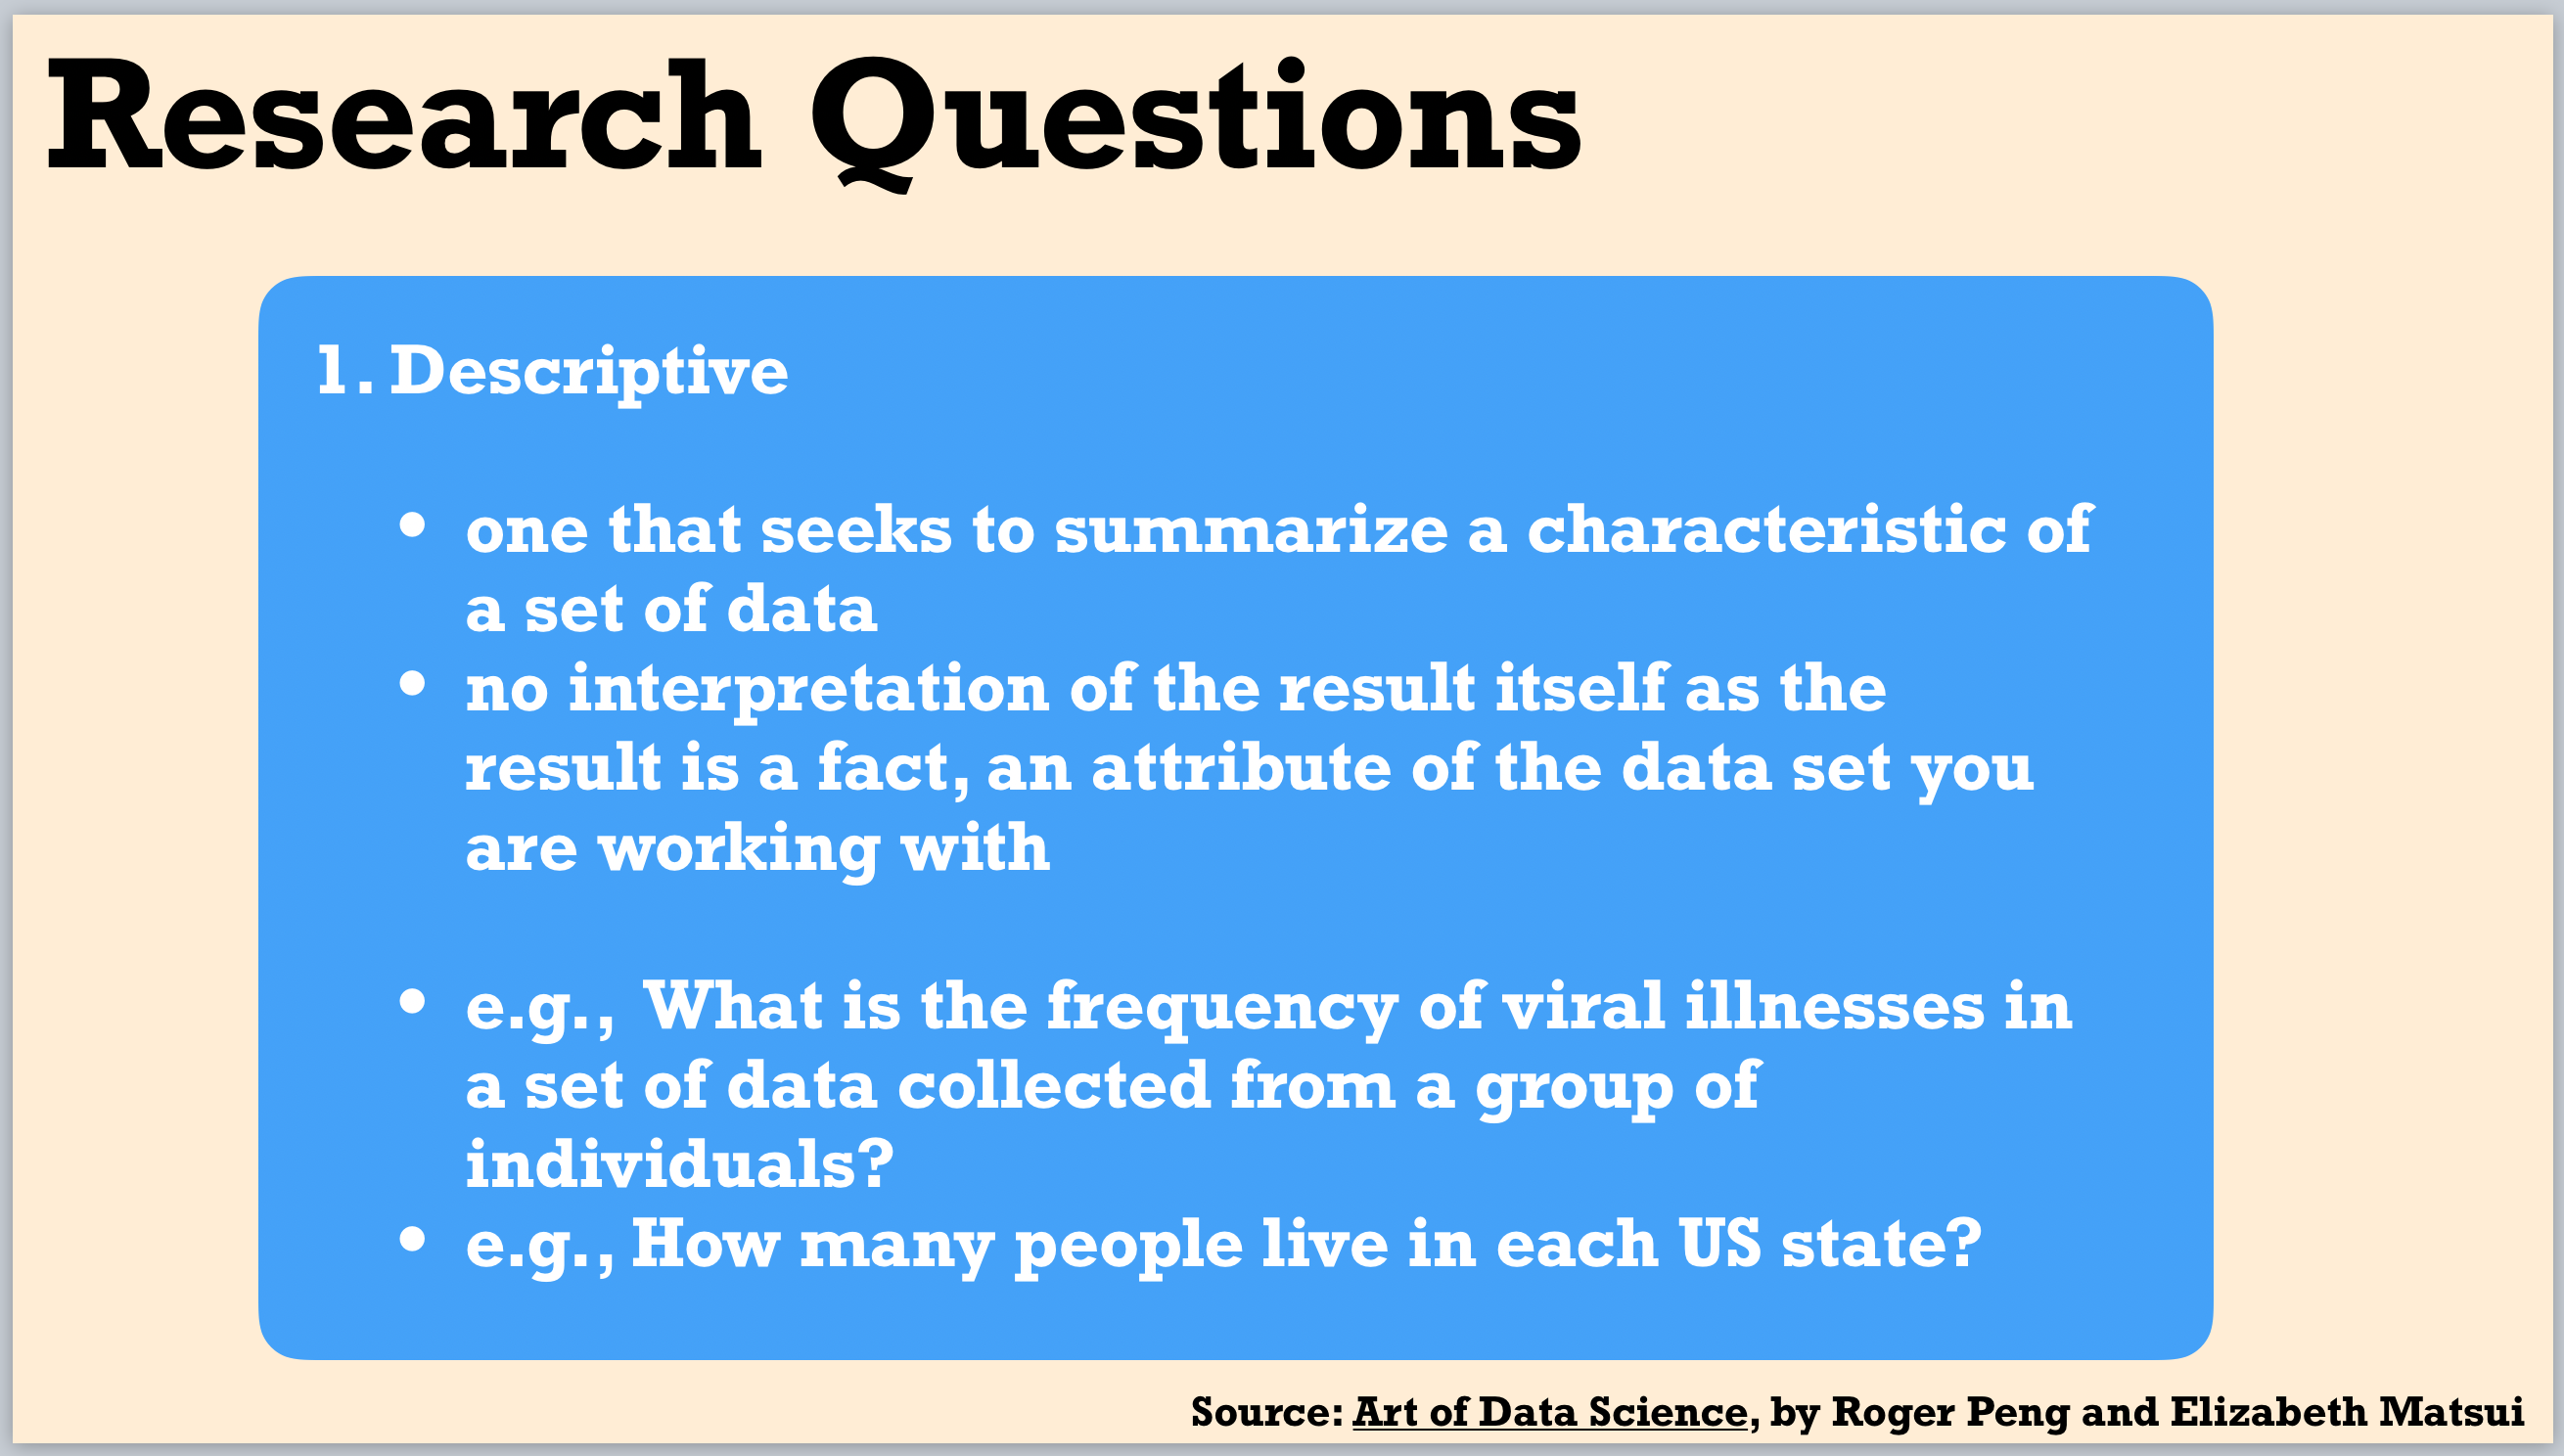 Research Questions
1. Descriptive
• one that seeks to summarize a characteristic of
a set of data
• no interpretation of the result itself as the
result is a fact, an attribute of the data set you
are working with
• e.g., What is the frequency of viral illnesses in
a set of data collected from a group of
individuals?
• e.g., How many people live in each US state?
Source: Art of Data Science, by Roger Peng and Elizabeth Matsui